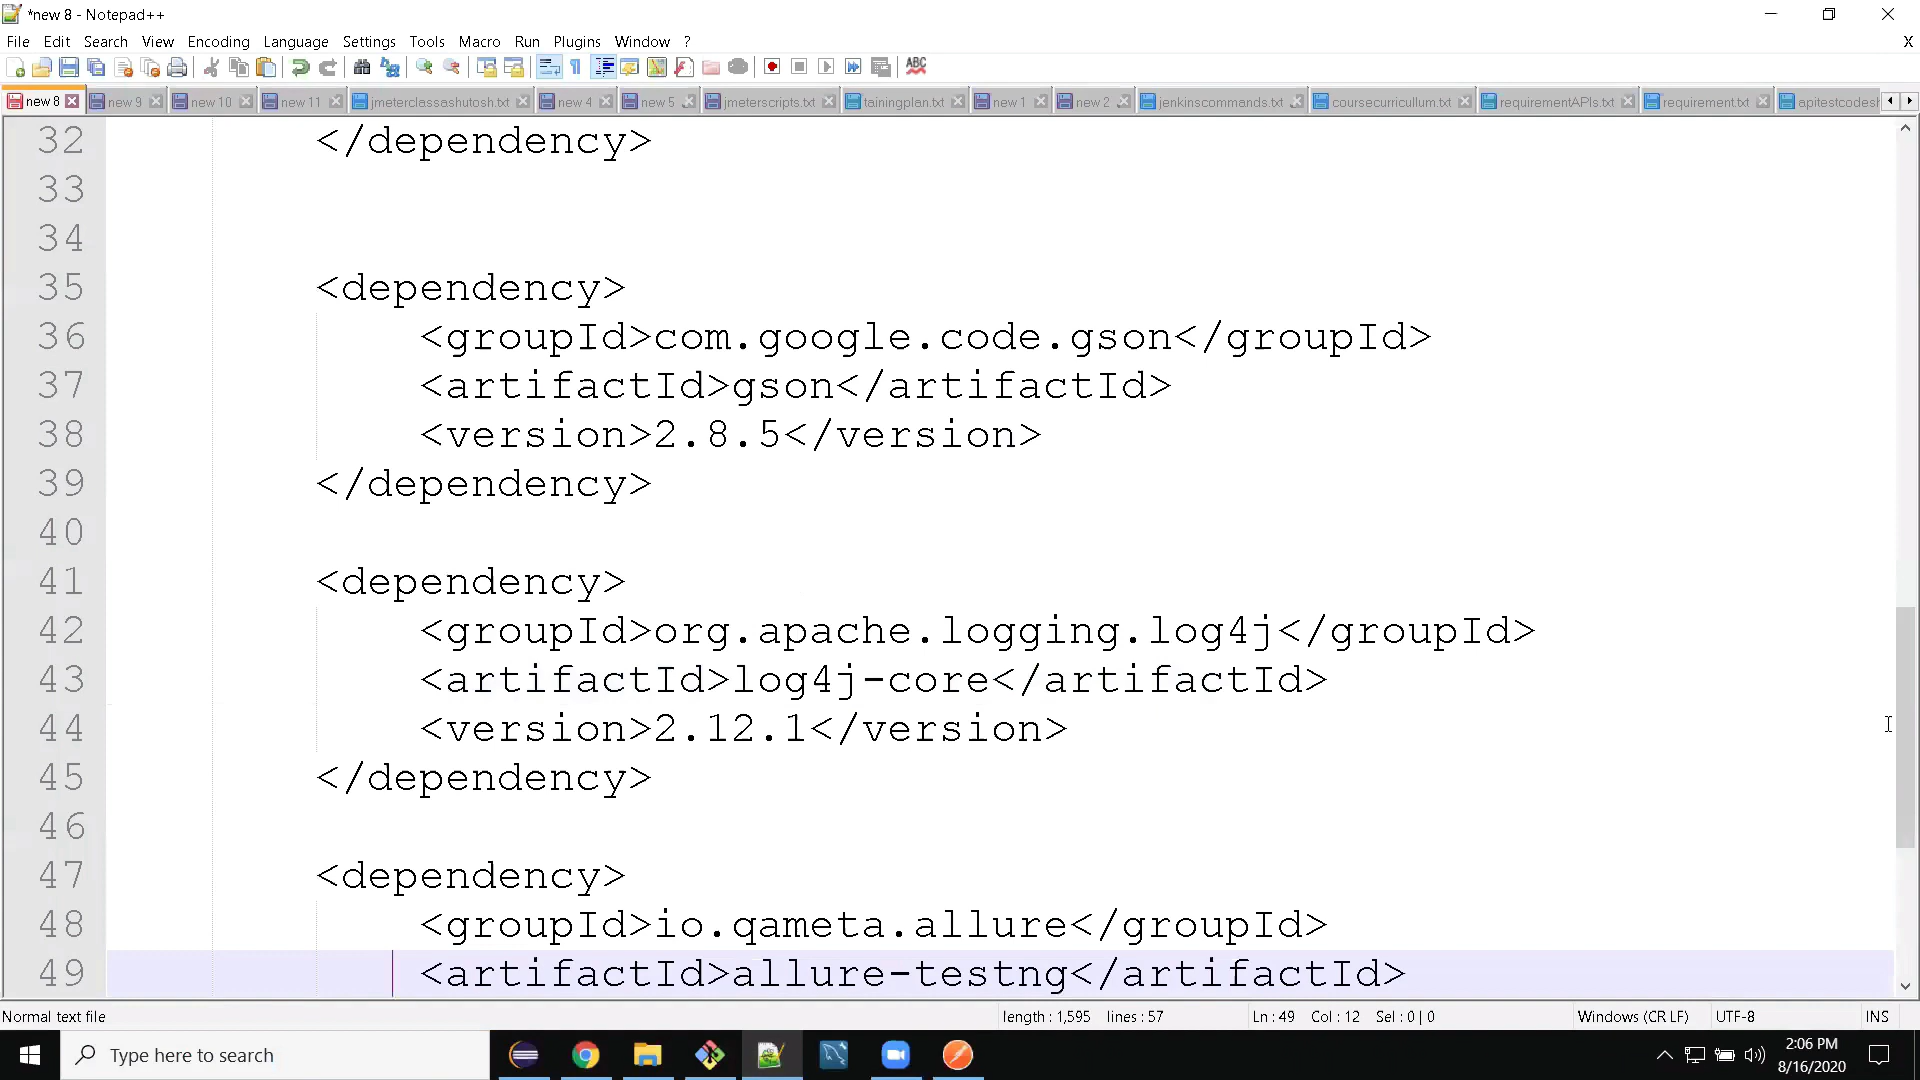 *new 8 - Notepad++
File Edit Search View Encoding Language Settings Tools Macro Run Plugins Window ? X
new 8 new 9 new 10 new 11 jmeterclassashutosh.txt new 4 new 5 jmeterscripts.txt tainingplan.txt new 1 new 2 jenkinscommands.txt coursecurricullum.txt requirementAPIs.txt requirement.txt apitestcodesh
32 </dependency>
33
34
35 <dependency>
36 <groupId>com.google.code.gson</groupId>
37 <artifactId>gson</artifactId>
38 <version>2.8.5</version>
39 </dependency>
40
41 <dependency>
42 <groupId>org.apache.logging.log4j</groupId>
43 <artifactId>log4j-core</artifactId>
44 <version>2.12.1</version>
45 </dependency>
46
47 <dependency>
48 <groupId>io.qameta.allure</groupId>
49 <artifactId>allure-testng</artifactId>
Normal text file length : 1,595 lines : 57 Ln : 49 Col : 12 Sel : 0 | 0 Windows (CR LF) UTF-8 INS
Type here to search
2:06 PM
8/16/2020